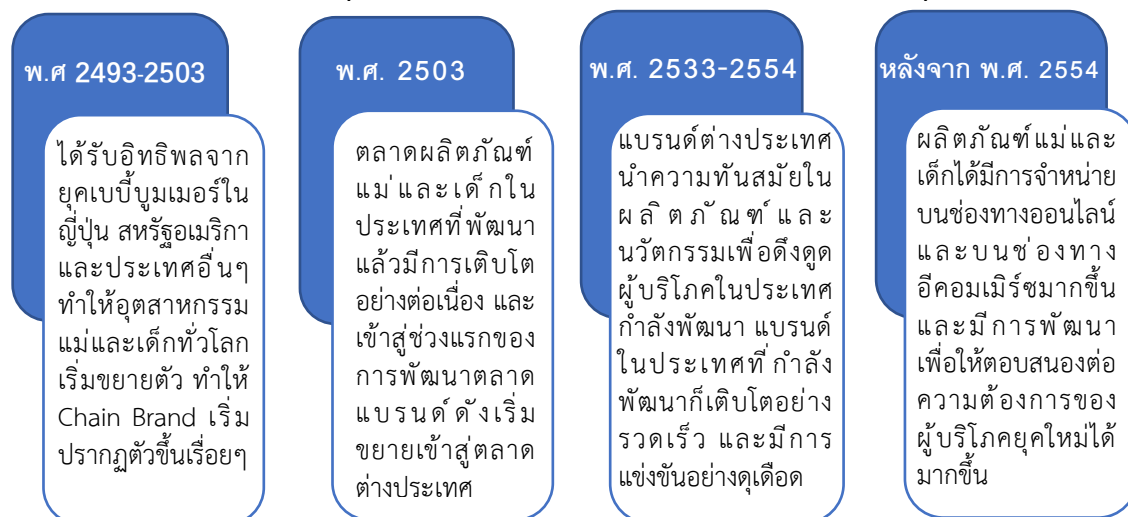 พ.ศ 2493-2503
ได้รับอิทธิพลจาก
ยุคเบบี้บูมเมอร์ใน
ญี่ปุ่น สหรัฐอเมริกา
และประเทศอื่นๆ
ทำให้อุตสาหกรรม
แม่และเด็กทั่วโลก
เริ่มขยายตัว ทำให้
Chain Brand เริ่ม
ปรากฏตัวขึ้นเรื่อยๆ
พ.ศ. 2503
ตลาดผลิตภัณฑ์
แม่และเด็กใน
ประเทศที่พัฒนา
แล้วมีการเติบโต
อย่างต่อเนื่อง และ
เข้าสู่ช่วงแรกของ
การพัฒนาตลาด
แบรนด์ดังเริ่ม
ขยายเข้าสู่ตลาด
ต่างประเทศ
พ.ศ. 2533-2554
แบรนด์ต่างประเทศ
นำความทันสมัยใน
ผลิตภัณฑ์และ
นวัตกรรมเพื่อดึงดูด
ผู้บริโภคในประเทศ
กำลังพัฒนา แบรนด์
ในประเทศที่กำลัง
พัฒนาก็เติบโตอย่าง
รวดเร็ว และมีการ
แข่งขันอย่างดุเดือด
หลังจาก พ.ศ. 2554
ผลิตภัณฑ์แม่และ
เด็กได้มีการจำหน่าย
บนช่องทางออนไลน์
และบนช่องทาง
อีคอมเมิร์ซมากขึ้น
และมีการพัฒนา
เพื่อให้ตอบสนองต่อ
ความต้องการของ
ผู้บริโภคยุคใหม่ได้
มากขึ้น